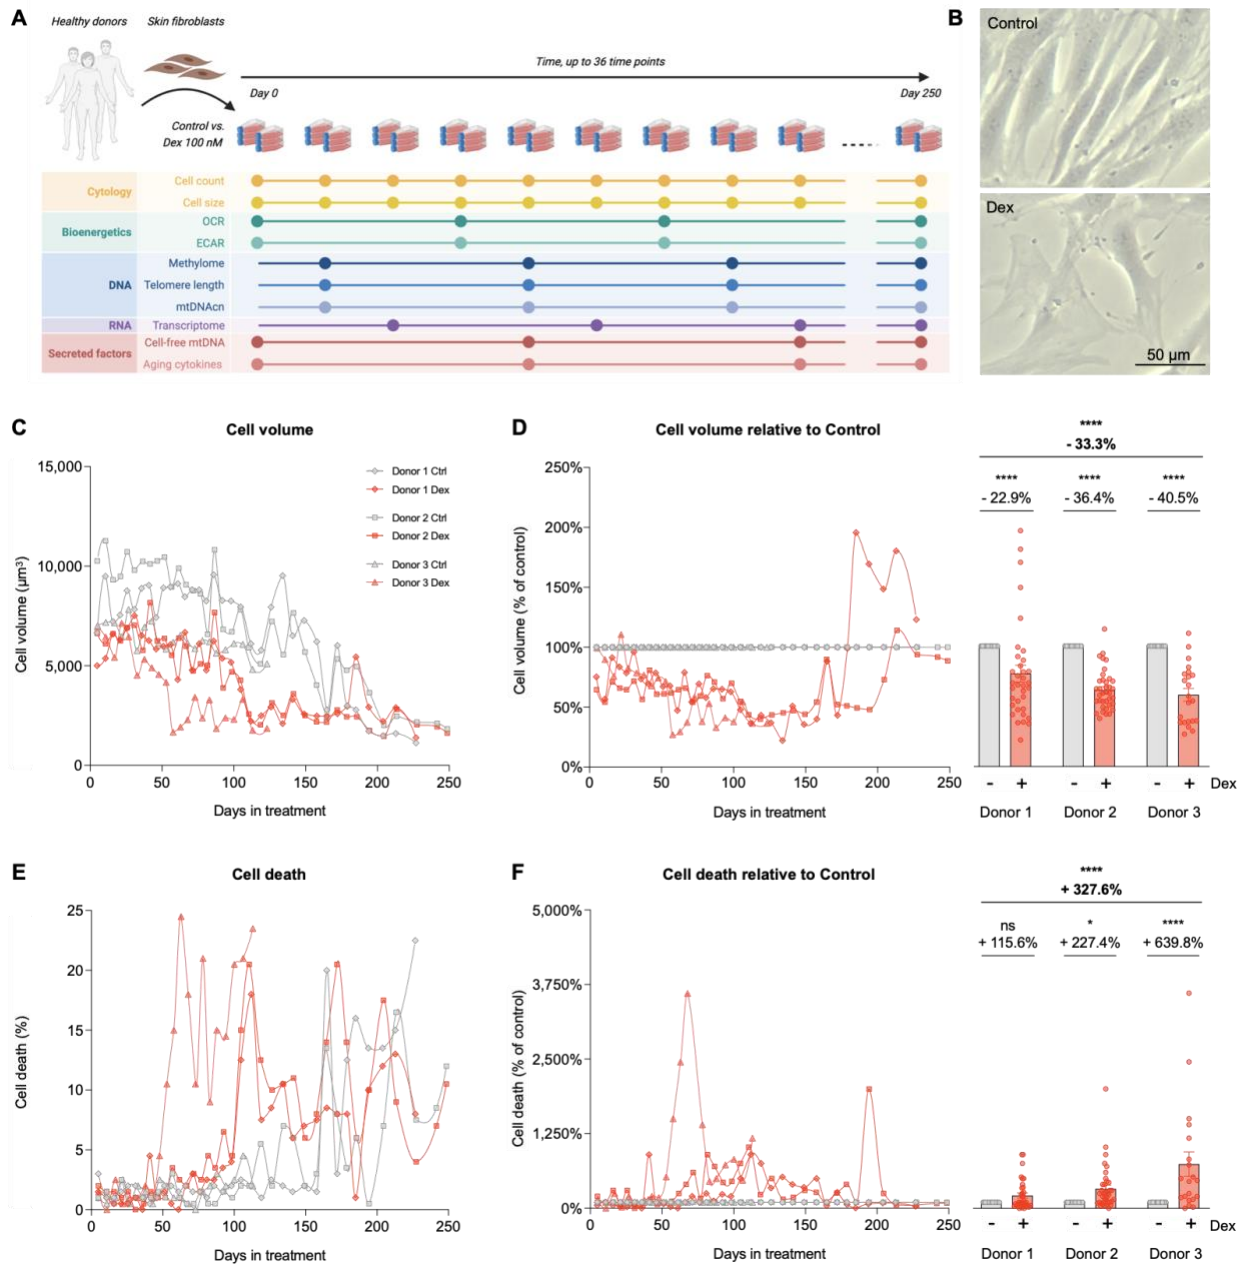 A
Healthy donors
Skin fibroblasts
Time, up to 36 time points
Day 0
Day 250
Control vs.
Dex 100 nM
Cytology
Cell count
Cell size
Bioenergetics
OCR
ECAR
DNA
Methylome
Telomere length
mtDNAcn
RNA
Transcriptome
Secreted factors
Cell-free mtDNA
Aging cytokines
B
Control
Dex
50 µm
C
Cell volume
Cell volume (µm³)
15,000
10,000
5,000
0
0 50 100 150 200 250
Days in treatment
Donor 1 Ctrl
Donor 1 Dex
Donor 2 Ctrl
Donor 2 Dex
Donor 3 Ctrl
Donor 3 Dex
D
Cell volume relative to Control
Cell volume (% of control)
250%
200%
150%
100%
50%
0%
0 50 100 150 200 250
Days in treatment
****
- 33.3%
**** **** ****
- 22.9% - 36.4% - 40.5%
- + - + - + Dex
Donor 1 Donor 2 Donor 3
E
Cell death
Cell death (%)
25
20
15
10
5
0
0 50 100 150 200 250
Days in treatment
F
Cell death relative to Control
Cell death (% of control)
5,000%
3,750%
2,500%
1,250%
0%
0 50 100 150 200 250
Days in treatment
****
+ 327.6%
ns * ****
+ 115.6% + 227.4% + 639.8%
- + - + - + Dex
Donor 1 Donor 2 Donor 3